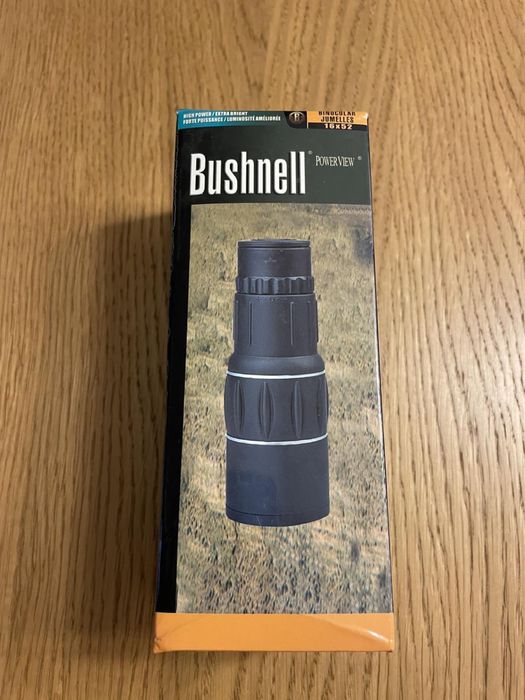 HIGH POWER / EXTRA BRIGHT
FORTE PUISSANCE / LUMINOSITÉ AMÉLIORÉE
B
BINOCULAR
JUMELLES
16x52
Bushnell® POWERVIEW®